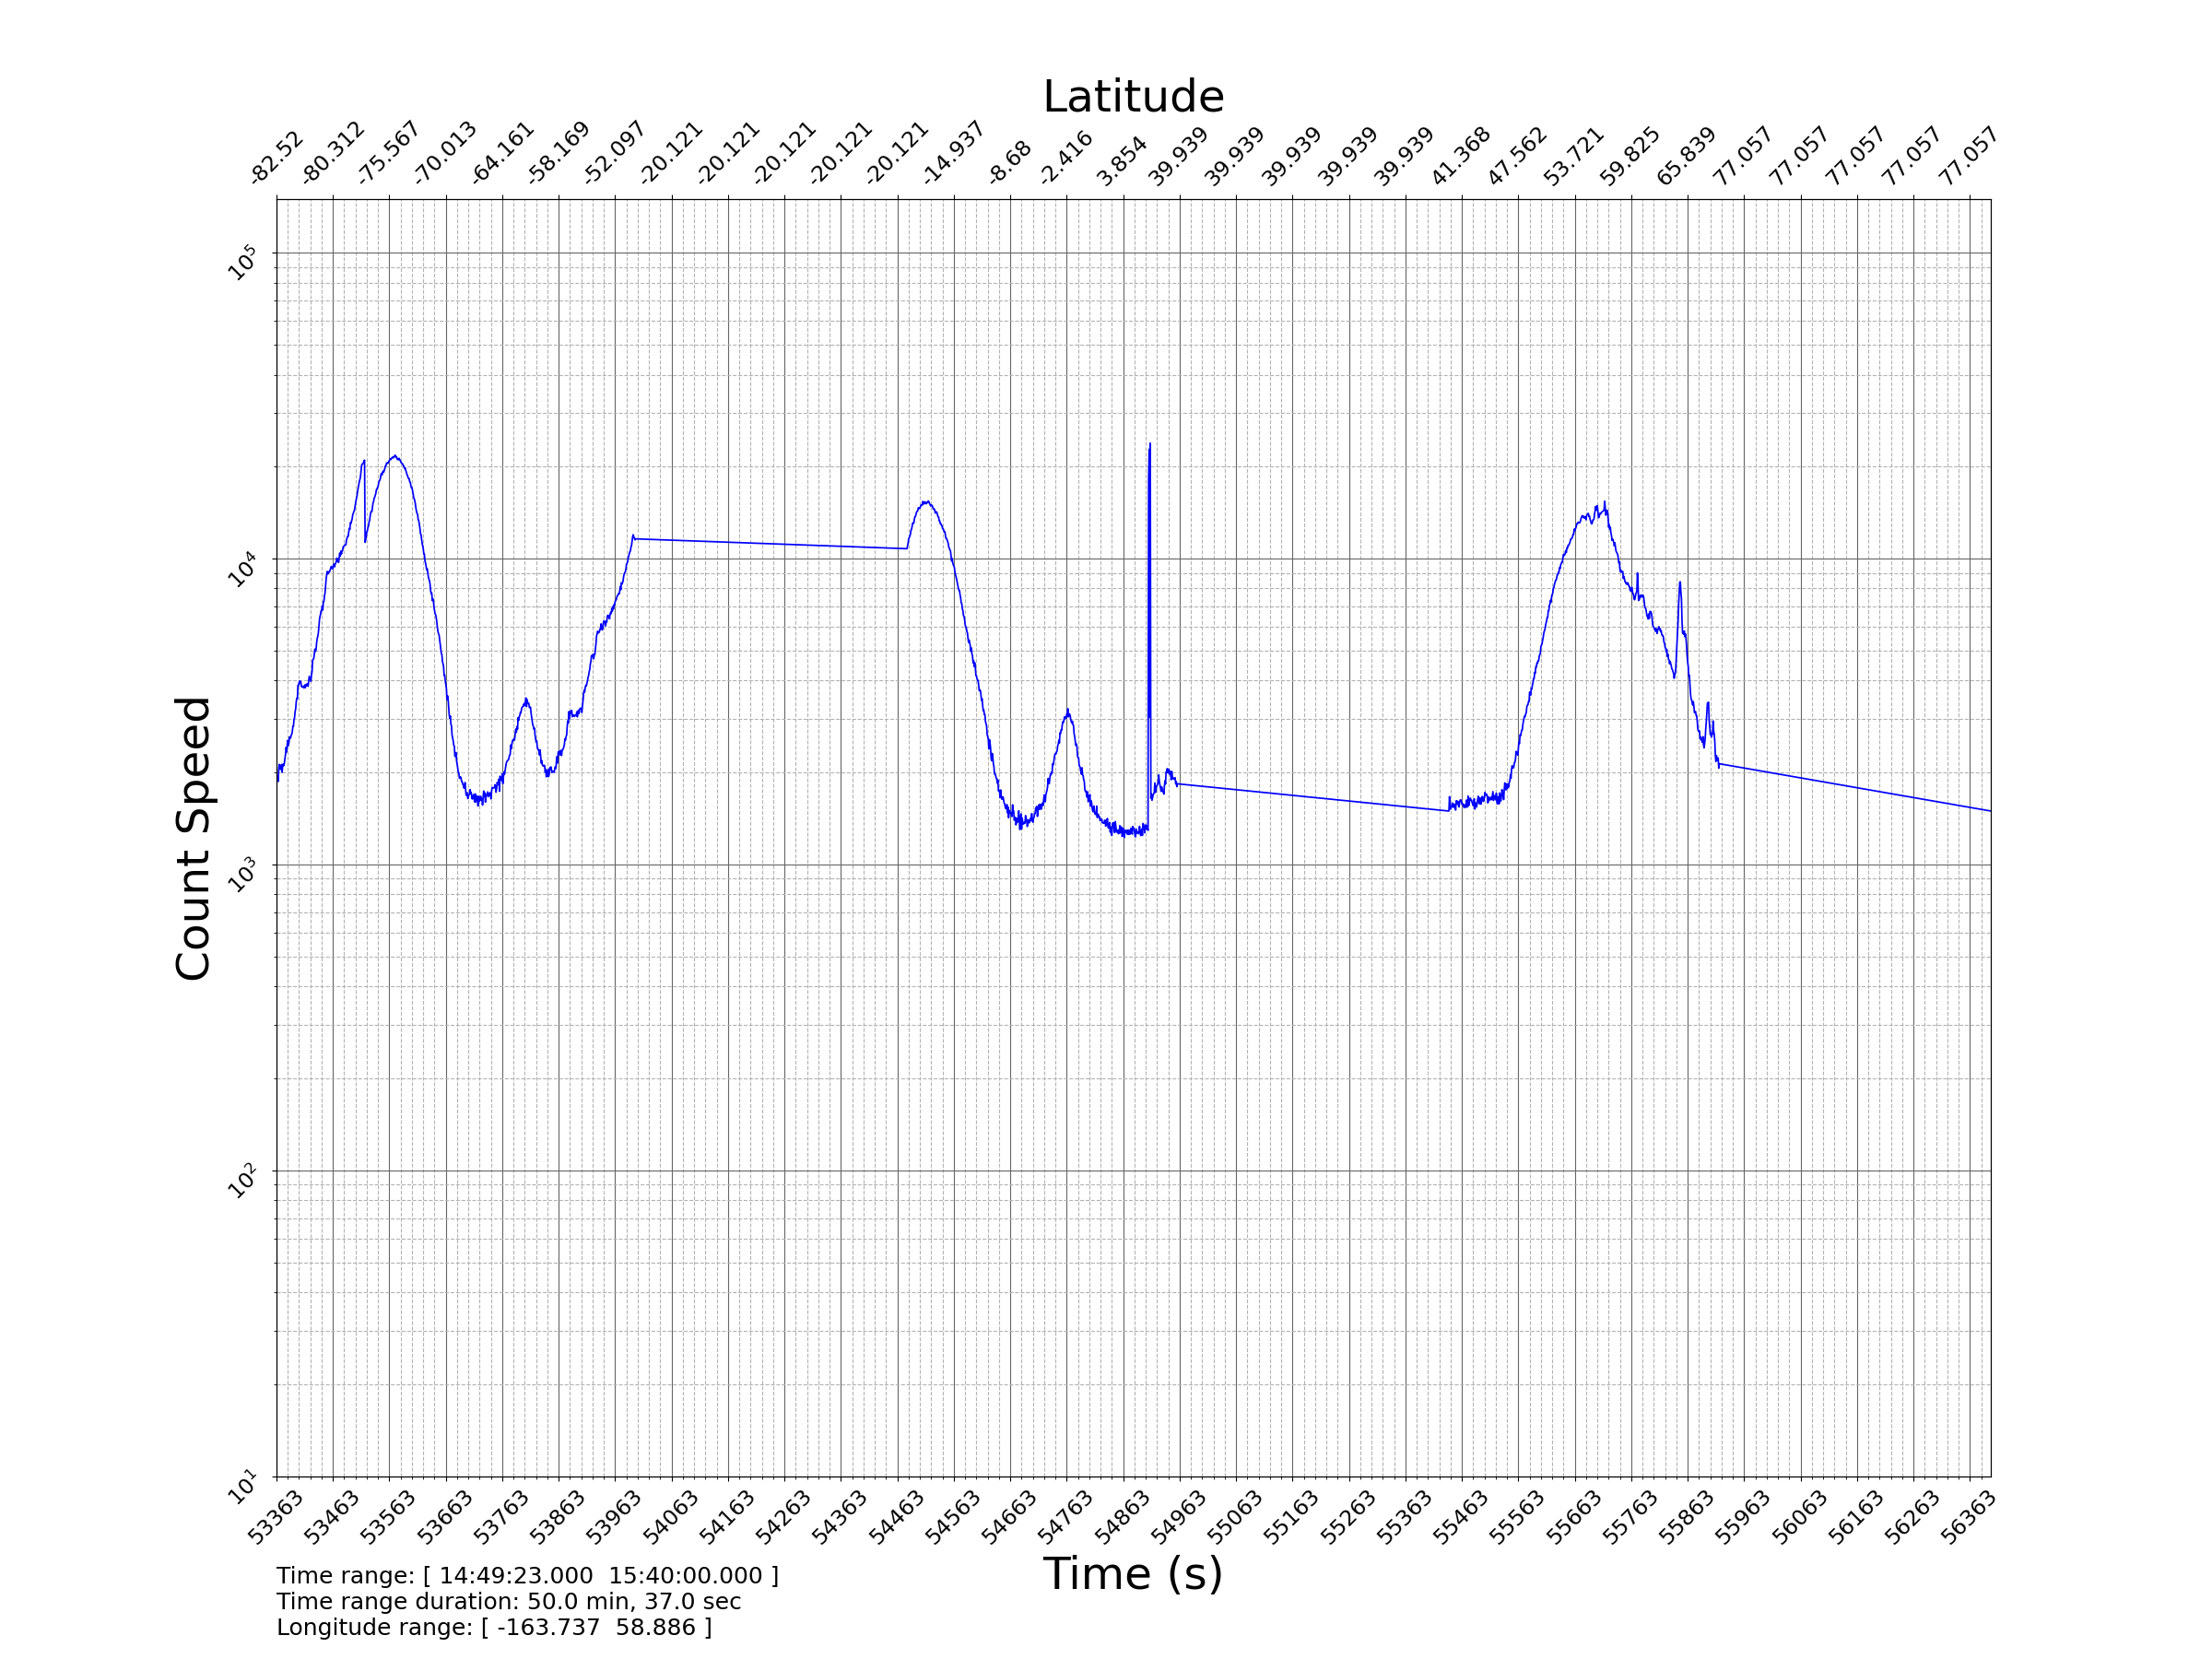 Latitude
-82.52 -80.312 -75.567 -70.013 -64.161 -58.169 -52.097 -20.121 -20.121 -20.121 -20.121 -20.121 -14.937 -8.68 -2.416 3.854 39.939 39.939 39.939 39.939 39.939 41.368 47.562 53.721 59.825 65.839 77.057 77.057 77.057 77.057 77.057
10⁵
10⁴
10³
10²
10¹
Count Speed
53363 53463 53563 53663 53763 53863 53963 54063 54163 54263 54363 54463 54563 54663 54763 54863 54963 55063 55163 55263 55363 55463 55563 55663 55763 55863 55963 56063 56163 56263 56363
Time (s)
Time range: [ 14:49:23.000 15:40:00.000 ]
Time range duration: 50.0 min, 37.0 sec
Longitude range: [ -163.737 58.886 ]